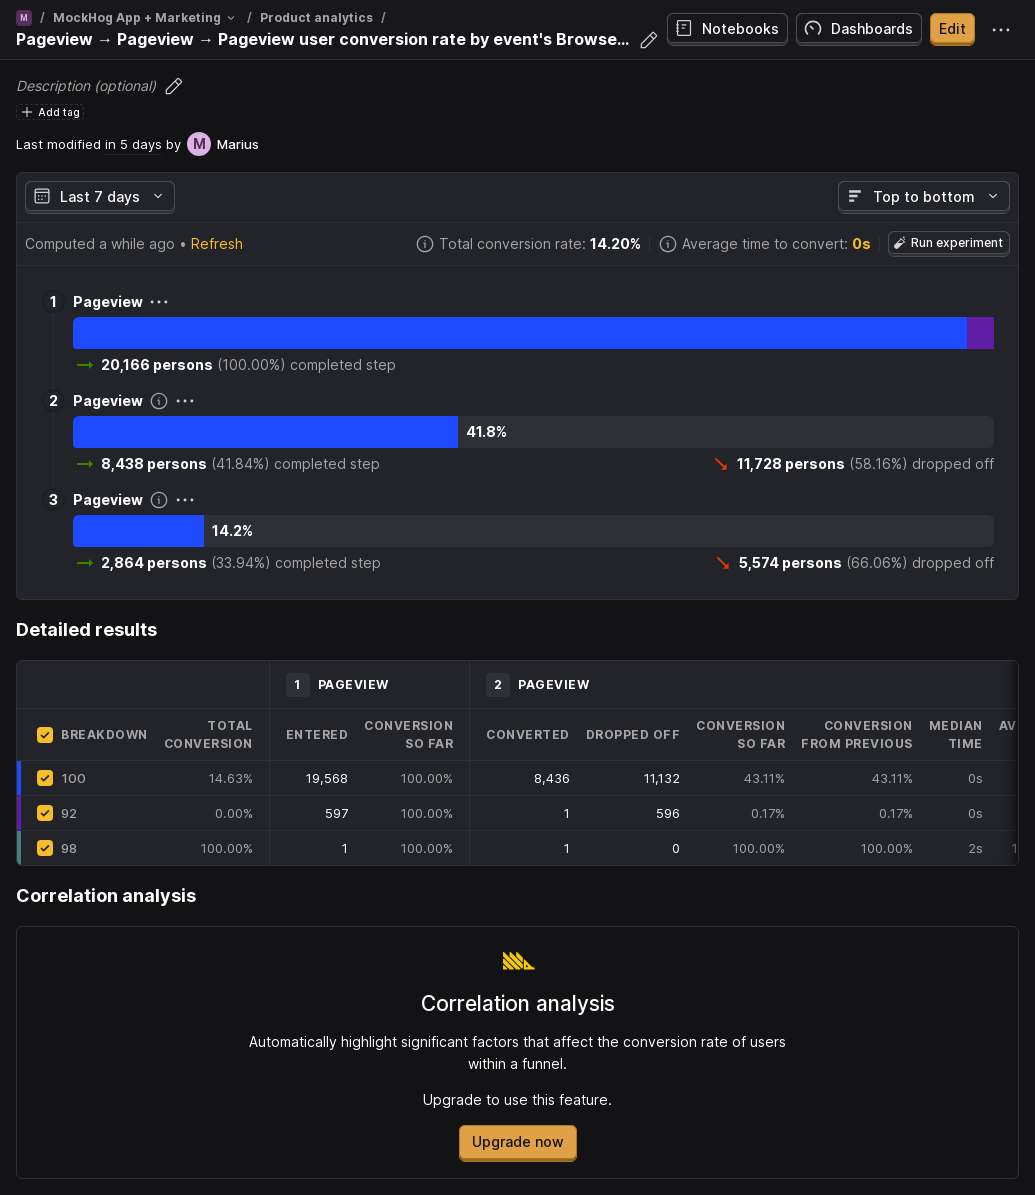 M / MockHog App + Marketing / Product analytics /
Pageview → Pageview → Pageview user conversion rate by event's Browse...
Notebooks
Dashboards
Edit
Description (optional)
Add tag
Last modified in 5 days by M Marius
Last 7 days
Top to bottom
Computed a while ago • Refresh
Total conversion rate: 14.20%
Average time to convert: 0s
Run experiment
1 Pageview
20,166 persons (100.00%) completed step
2 Pageview
41.8%
8,438 persons (41.84%) completed step
11,728 persons (58.16%) dropped off
3 Pageview
14.2%
2,864 persons (33.94%) completed step
5,574 persons (66.06%) dropped off
Detailed results
1 PAGEVIEW 2 PAGEVIEW
BREAKDOWN TOTAL CONVERSION ENTERED CONVERSION SO FAR CONVERTED DROPPED OFF CONVERSION SO FAR CONVERSION FROM PREVIOUS MEDIAN TIME AV
100 14.63% 19,568 100.00% 8,436 11,132 43.11% 43.11% 0s
92 0.00% 597 100.00% 1 596 0.17% 0.17% 0s
98 100.00% 1 100.00% 1 0 100.00% 100.00% 2s 1
Correlation analysis
Correlation analysis
Automatically highlight significant factors that affect the conversion rate of users
within a funnel.
Upgrade to use this feature.
Upgrade now